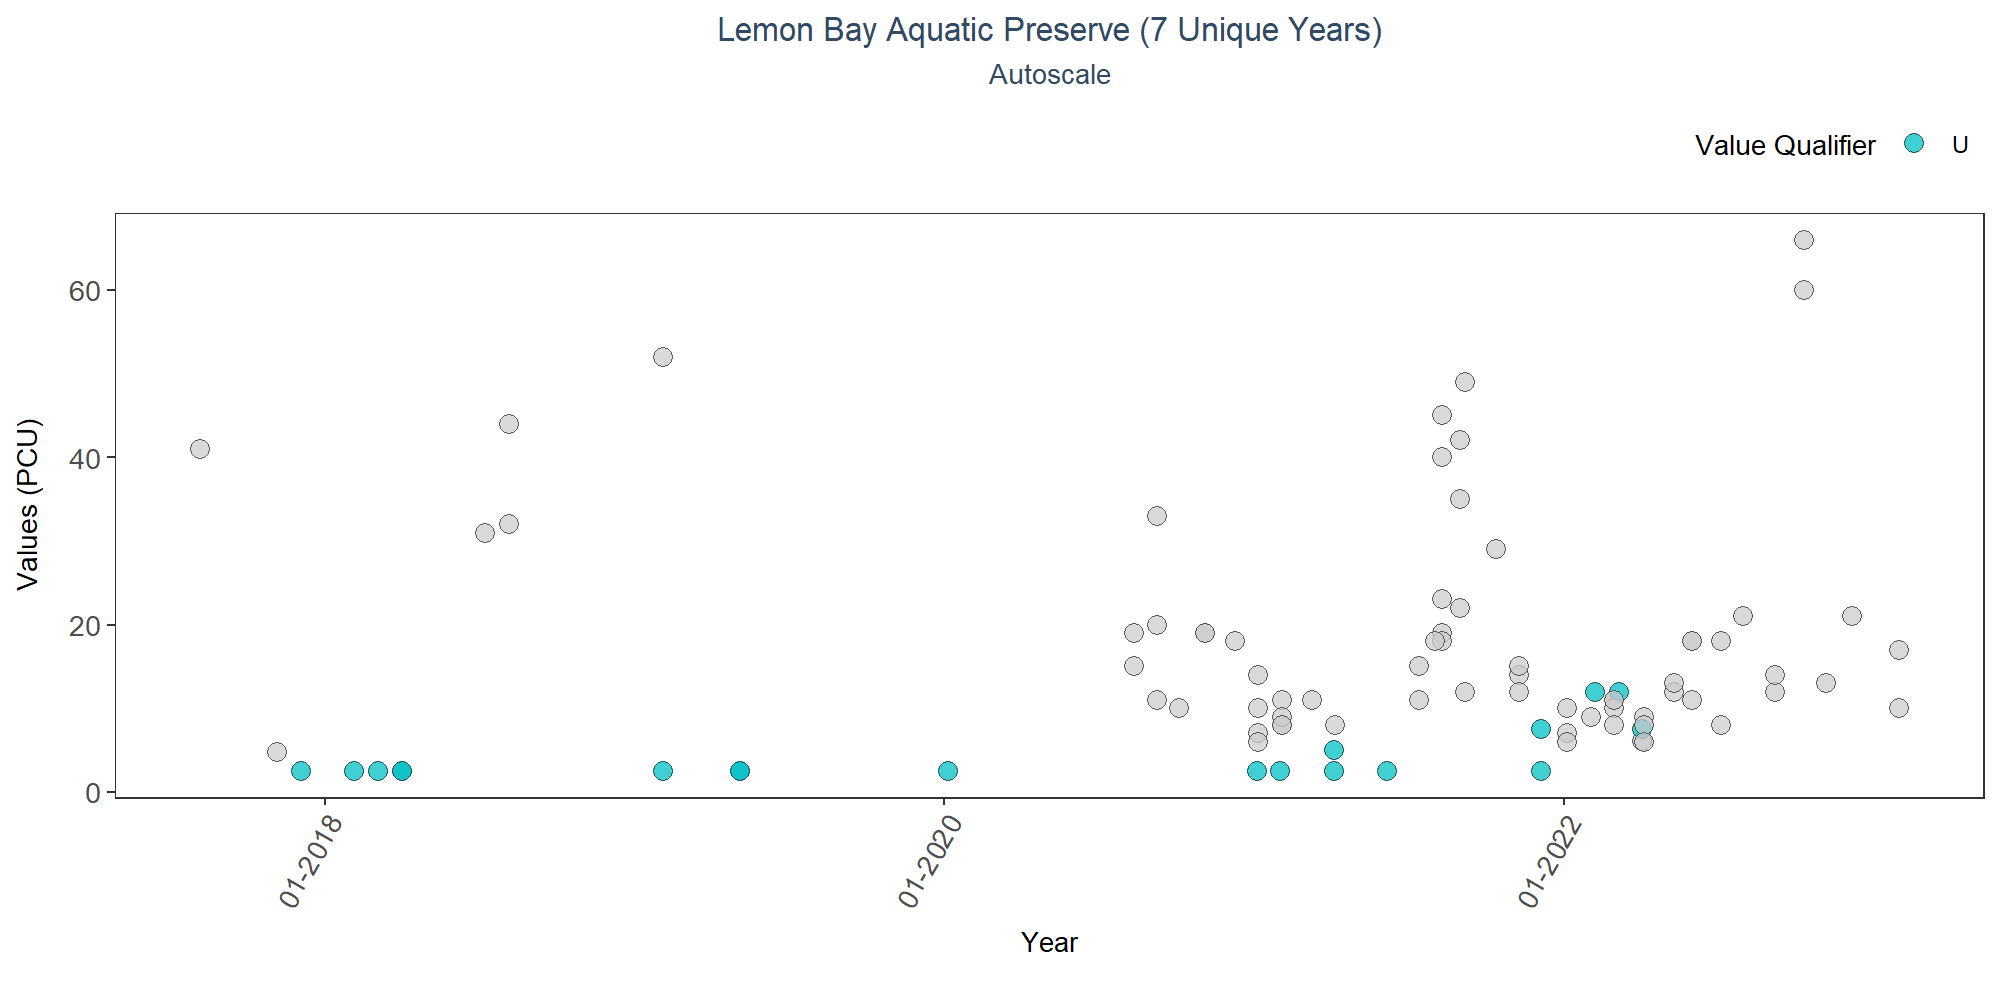 Lemon Bay Aquatic Preserve (7 Unique Years)
Autoscale
Value Qualifier U
Values (PCU)
60
40
20
0
01-2018
01-2020
01-2022
Year